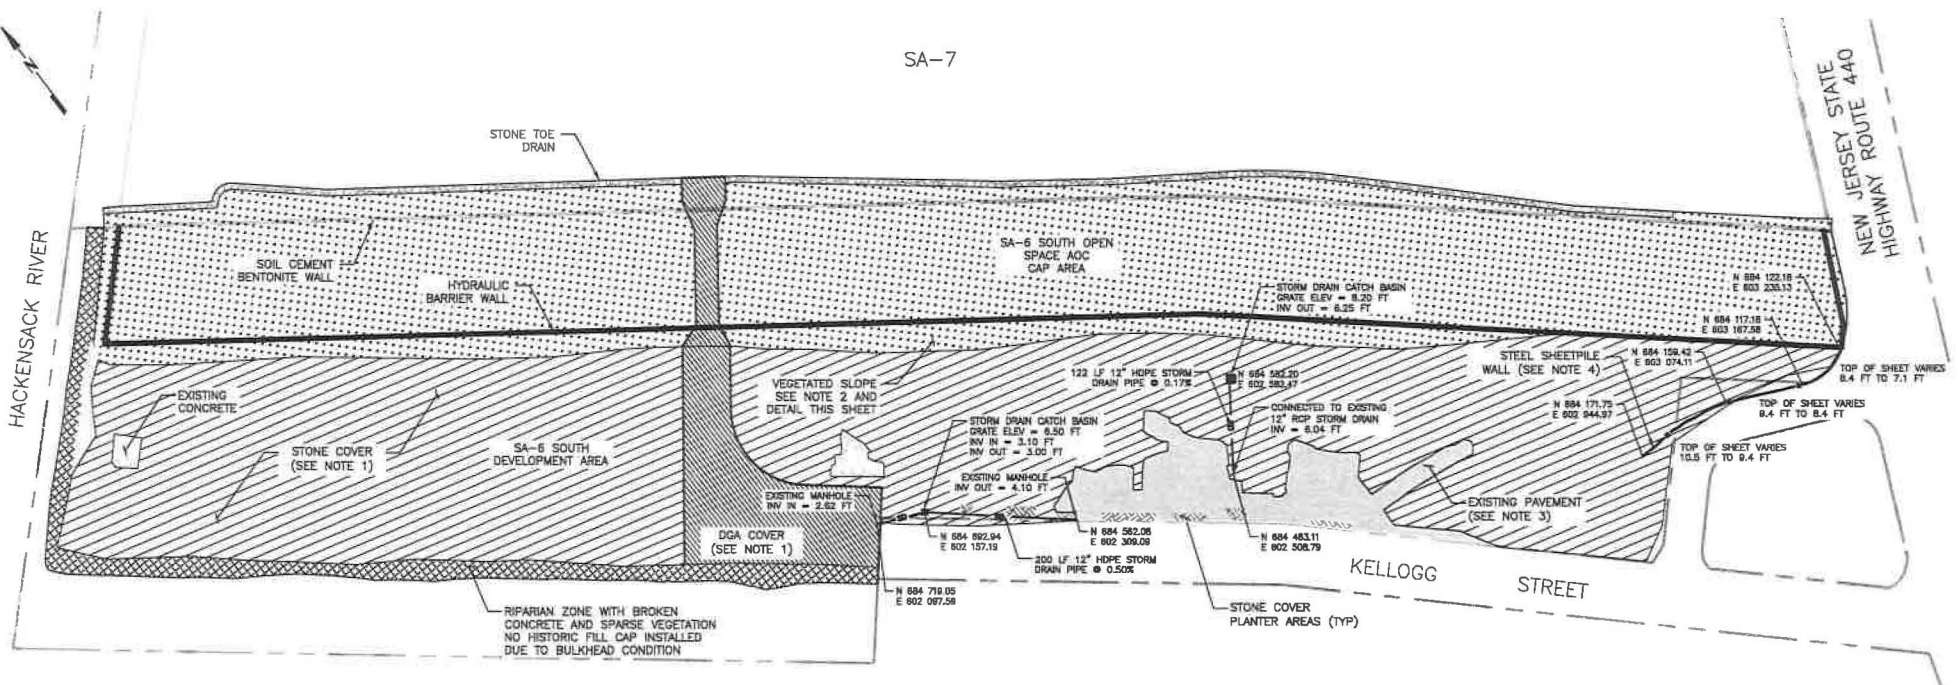 SA-7
NEW JERSEY STATE
HIGHWAY ROUTE 440
N
STONE TOE
DRAIN
HACKENSACK RIVER
SOIL CEMENT
BENTONITE WALL
HYDRAULIC
BARRIER WALL
SA-6 SOUTH OPEN
SPACE AOC
CAP AREA
STORM DRAIN CATCH BASIN
GRATE ELEV = 8.20 FT
INV OUT = 6.25 FT
N 684 122.18
E 603 235.13
N 684 117.18
E 603 167.58
STEEL SHEETPILE
WALL (SEE NOTE 4)
N 684 159.42
E 603 074.11
TOP OF SHEET VARIES
8.4 FT TO 7.1 FT
122 LF 12" HDPE STORM
DRAIN PIPE @ 0.17%
N 684 582.20
E 602 582.47
VEGETATED SLOPE
SEE NOTE 2 AND
DETAIL THIS SHEET
EXISTING
CONCRETE
CONNECTED TO EXISTING
12" RCP STORM DRAIN
INV = 6.04 FT
N 684 171.75
E 602 944.97
TOP OF SHEET VARIES
9.4 FT TO 8.4 FT
STORM DRAIN CATCH BASIN
GRATE ELEV = 6.50 FT
INV IN = 3.10 FT
INV OUT = 3.00 FT
STONE COVER
(SEE NOTE 1)
SA-6 SOUTH
DEVELOPMENT AREA
TOP OF SHEET VARIES
10.5 FT TO 9.4 FT
EXISTING MANHOLE
INV OUT = 4.10 FT
EXISTING MANHOLE
INV IN = 2.62 FT
EXISTING PAVEMENT
(SEE NOTE 3)
DGA COVER
(SEE NOTE 1)
N 684 692.94
E 602 157.19
N 684 562.06
E 602 309.09
N 684 483.11
E 602 508.79
200 LF 12" HDPE STORM
DRAIN PIPE @ 0.50%
KELLOGG STREET
N 684 719.05
E 602 097.59
RIPARIAN ZONE WITH BROKEN
CONCRETE AND SPARSE VEGETATION
NO HISTORIC FILL CAP INSTALLED
DUE TO BULKHEAD CONDITION
STONE COVER
PLANTER AREAS (TYP)